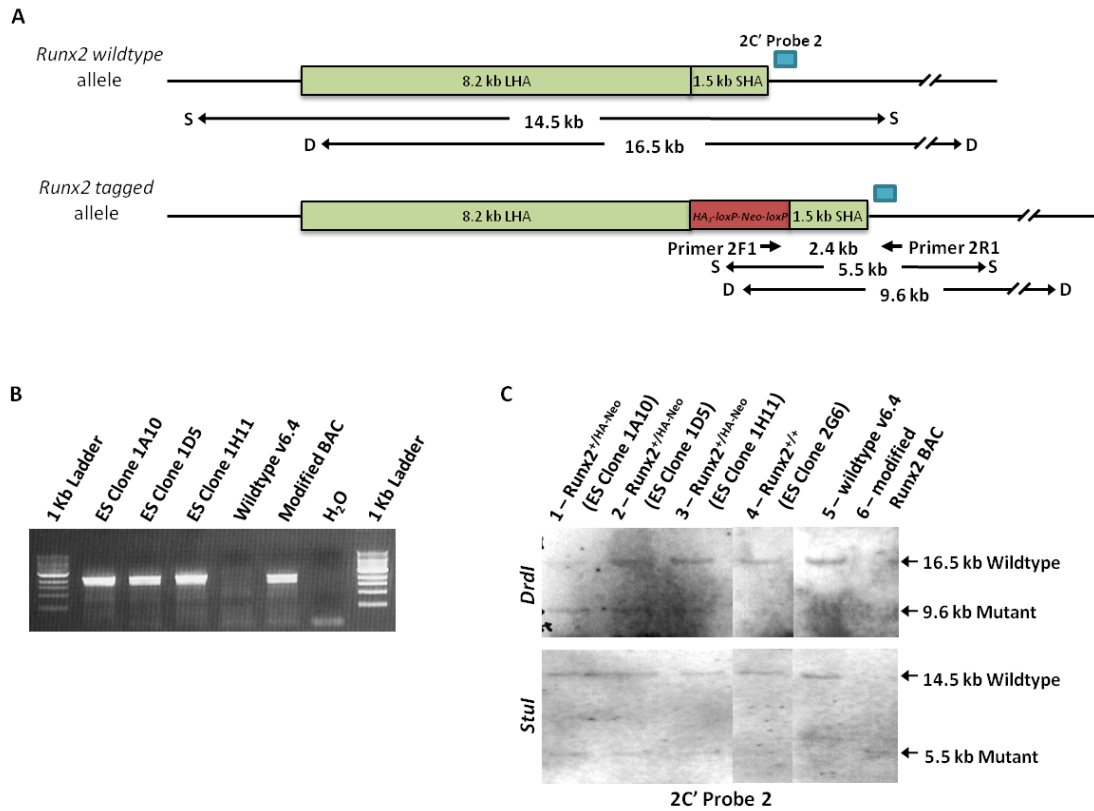 A
2C' Probe 2
Runx2 wildtype
allele
8.2 kb LHA
1.5 kb SHA
S
14.5 kb
S
D
16.5 kb
D
Runx2 tagged
allele
8.2 kb LHA
HA3-loxP-Neo-loxP
1.5 kb SHA
Primer 2F1
2.4 kb
Primer 2R1
S
5.5 kb
S
D
9.6 kb
D
B
1 Kb Ladder
ES Clone 1A10
ES Clone 1D5
ES Clone 1H11
Wildtype v6.4
Modified BAC
H2O
1 Kb Ladder
C
1 – Runx2+/HA-Neo
(ES Clone 1A10)
2 – Runx2+/HA-Neo
(ES Clone 1D5)
3 – Runx2+/HA-Neo
(ES Clone 1H11)
4 – Runx2+/+
(ES Clone 2G6)
5 – wildtype v6.4
6 – modified
Runx2 BAC
DrdI
16.5 kb Wildtype
9.6 kb Mutant
StuI
14.5 kb Wildtype
5.5 kb Mutant
2C' Probe 2